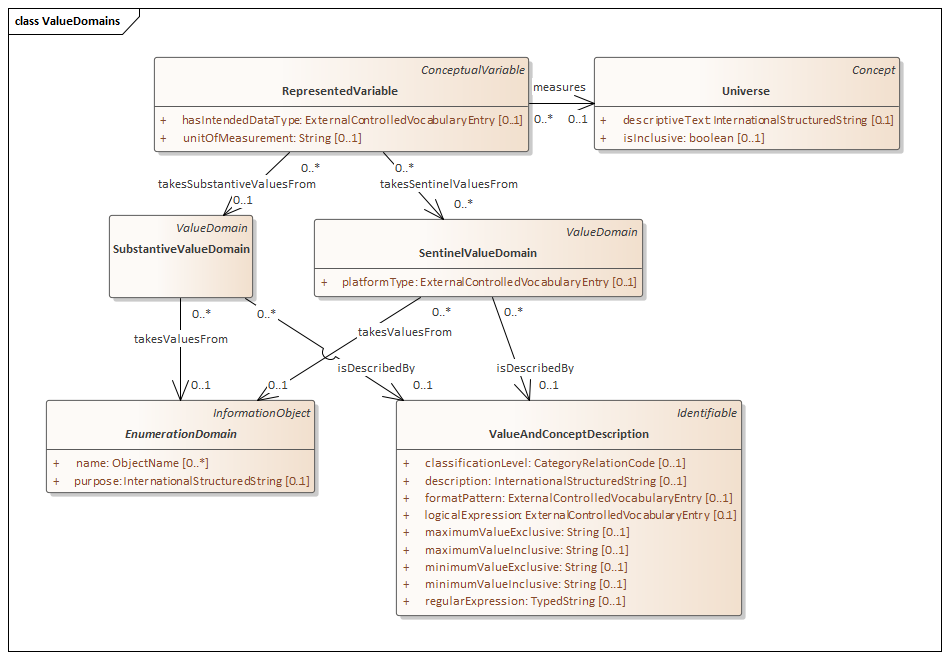 class ValueDomains
ConceptualVariable
RepresentedVariable
+ hasIntendedDataType: ExternalControlledVocabularyEntry [0..1]
+ unitOfMeasurement: String [0..1]
measures
0..* 0..1
Concept
Universe
+ descriptiveText: InternationalStructuredString [0..1]
+ isInclusive: boolean [0..1]
0..*
takesSubstantiveValuesFrom
0..1
0..*
takesSentinelValuesFrom
0..*
ValueDomain
SubstantiveValueDomain
ValueDomain
SentinelValueDomain
+ platformType: ExternalControlledVocabularyEntry [0..1]
0..*
takesValuesFrom
0..1
0..*
isDescribedBy
0..1
0..*
takesValuesFrom
0..1
0..*
isDescribedBy
0..1
InformationObject
EnumerationDomain
+ name: ObjectName [0..*]
+ purpose: InternationalStructuredString [0..1]
Identifiable
ValueAndConceptDescription
+ classificationLevel: CategoryRelationCode [0..1]
+ description: InternationalStructuredString [0..1]
+ formatPattern: ExternalControlledVocabularyEntry [0..1]
+ logicalExpression: ExternalControlledVocabularyEntry [0..1]
+ maximumValueExclusive: String [0..1]
+ maximumValueInclusive: String [0..1]
+ minimumValueExclusive: String [0..1]
+ minimumValueInclusive: String [0..1]
+ regularExpression: TypedString [0..1]